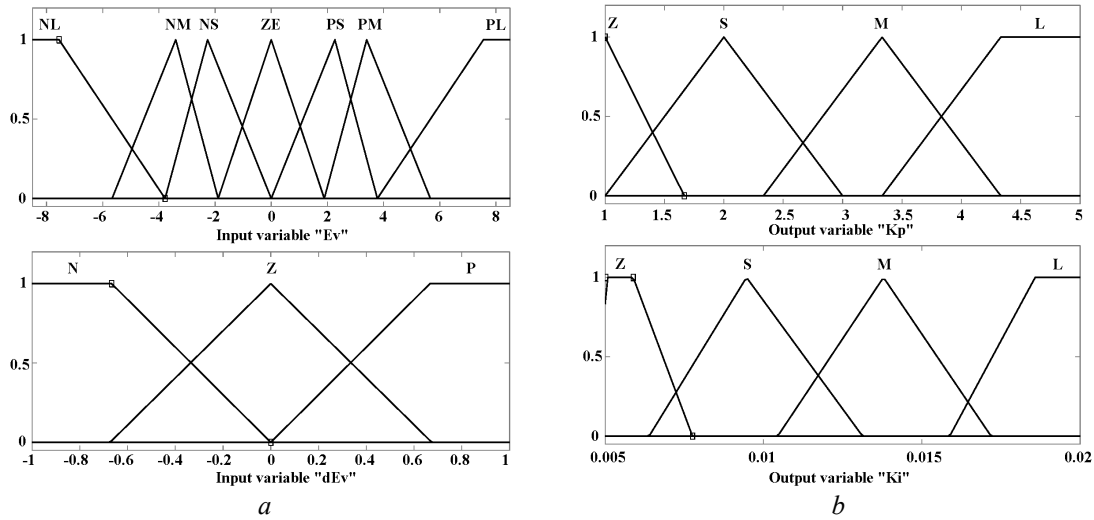 NL NM NS ZE PS PM PL
1
0.5
0
-8 -6 -4 -2 0 2 4 6 8
Input variable "Ev"
N Z P
1
0.5
0
-1 -0.8 -0.6 -0.4 -0.2 0 0.2 0.4 0.6 0.8 1
Input variable "dEv"
a
Z S M L
1
0.5
0
1 1.5 2 2.5 3 3.5 4 4.5 5
Output variable "Kp"
Z S M L
1
0.5
0
0.005 0.01 0.015 0.02
Output variable "Ki"
b